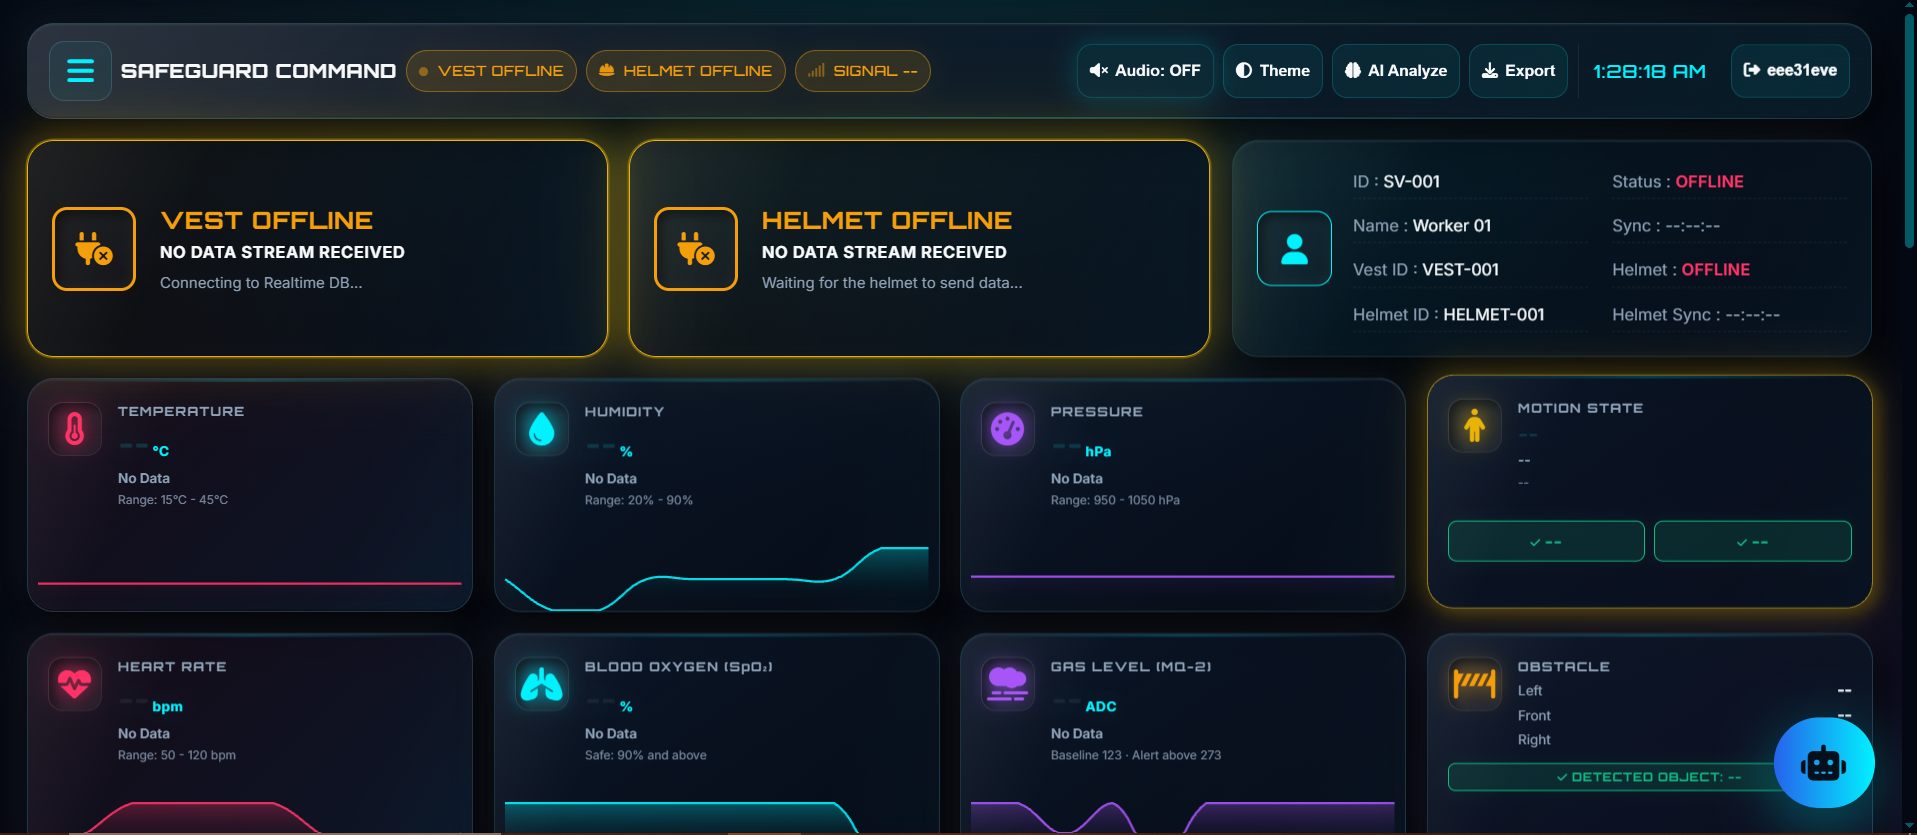 SAFEGUARD COMMAND
VEST OFFLINE
HELMET OFFLINE
SIGNAL --
Audio: OFF
Theme
AI Analyze
Export
1:28:18 AM
eee31eve
VEST OFFLINE
NO DATA STREAM RECEIVED
Connecting to Realtime DB...
HELMET OFFLINE
NO DATA STREAM RECEIVED
Waiting for the helmet to send data...
ID : SV-001
Status : OFFLINE
Name : Worker 01
Sync : --:--:--
Vest ID : VEST-001
Helmet : OFFLINE
Helmet ID : HELMET-001
Helmet Sync : --:--:--
TEMPERATURE
-- °C
No Data
Range: 15°C - 45°C
HUMIDITY
-- %
No Data
Range: 20% - 90%
PRESSURE
-- hPa
No Data
Range: 950 - 1050 hPa
MOTION STATE
--
--
--
✓ --
✓ --
HEART RATE
-- bpm
No Data
Range: 50 - 120 bpm
BLOOD OXYGEN (SpO₂)
-- %
No Data
Safe: 90% and above
GAS LEVEL (MQ-2)
-- ADC
No Data
Baseline 123 · Alert above 273
OBSTACLE
Left --
Front --
Right
✓ DETECTED OBJECT: --